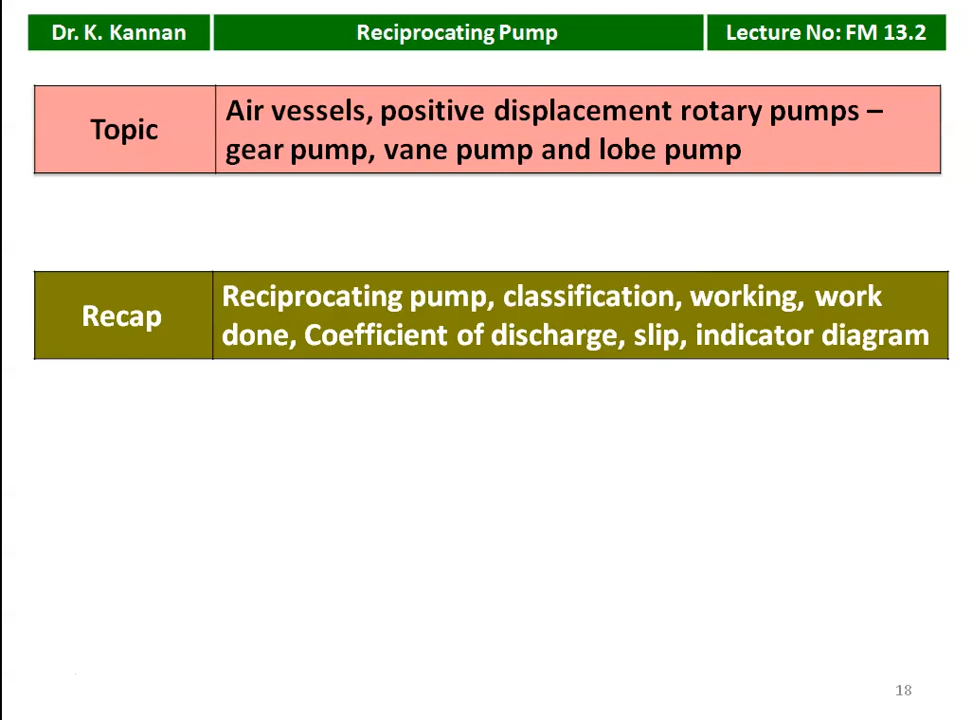 Dr. K. Kannan
Reciprocating Pump
Lecture No: FM 13.2
Topic
Air vessels, positive displacement rotary pumps –
gear pump, vane pump and lobe pump
Recap
Reciprocating pump, classification, working, work
done, Coefficient of discharge, slip, indicator diagram
18